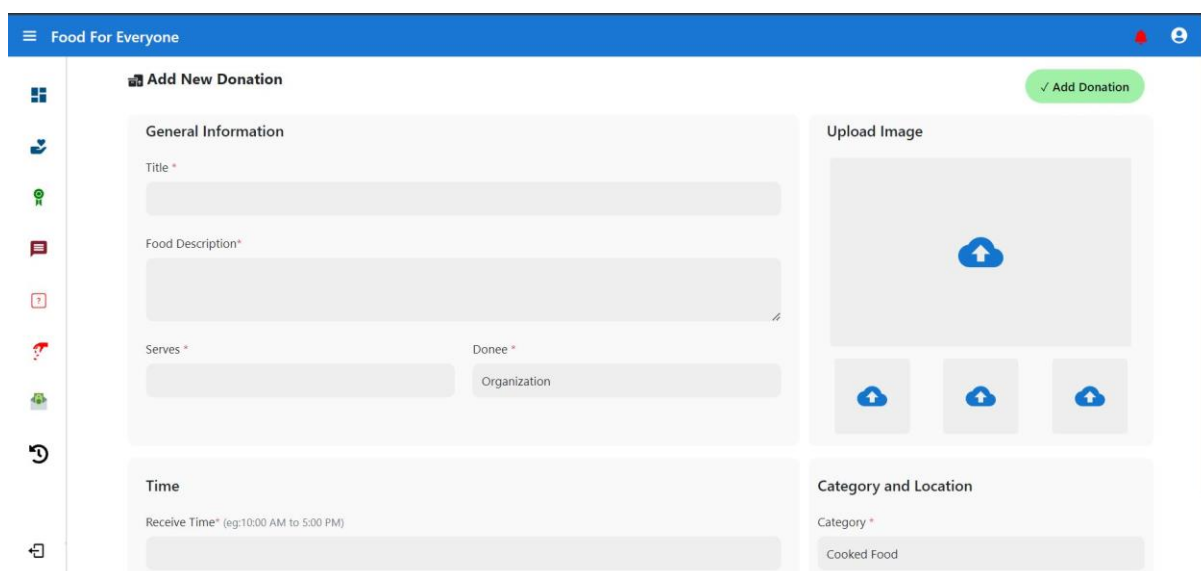 Food For Everyone
Add New Donation
✓ Add Donation
General Information
Title *
Food Description*
Serves *
Donee *
Organization
Upload Image
Time
Receive Time* (eg:10:00 AM to 5:00 PM)
Category and Location
Category *
Cooked Food